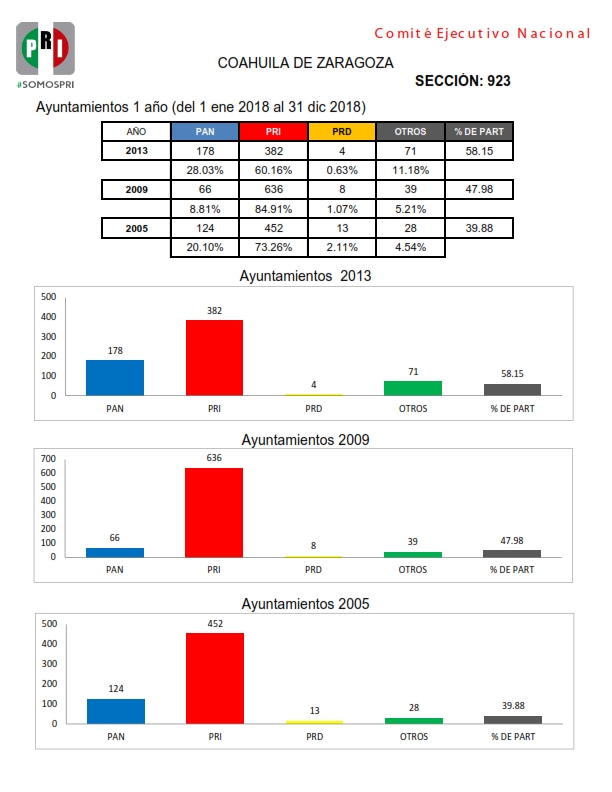 Comité Ejecutivo Nacional
PRI
#SOMOSPRI
COAHUILA DE ZARAGOZA
SECCIÓN: 923
Ayuntamientos 1 año (del 1 ene 2018 al 31 dic 2018)
AÑO PAN PRI PRD OTROS % DE PART
2013 178 382 4 71 58.15
28.03% 60.16% 0.63% 11.18%
2009 66 636 8 39 47.98
8.81% 84.91% 1.07% 5.21%
2005 124 452 13 28 39.88
20.10% 73.26% 2.11% 4.54%
Ayuntamientos 2013
500
400
300
200
100
0
178 382 4 71 58.15
PAN PRI PRD OTROS % DE PART
Ayuntamientos 2009
700
600
500
400
300
200
100
0
66 636 8 39 47.98
PAN PRI PRD OTROS % DE PART
Ayuntamientos 2005
500
400
300
200
100
0
124 452 13 28 39.88
PAN PRI PRD OTROS % DE PART